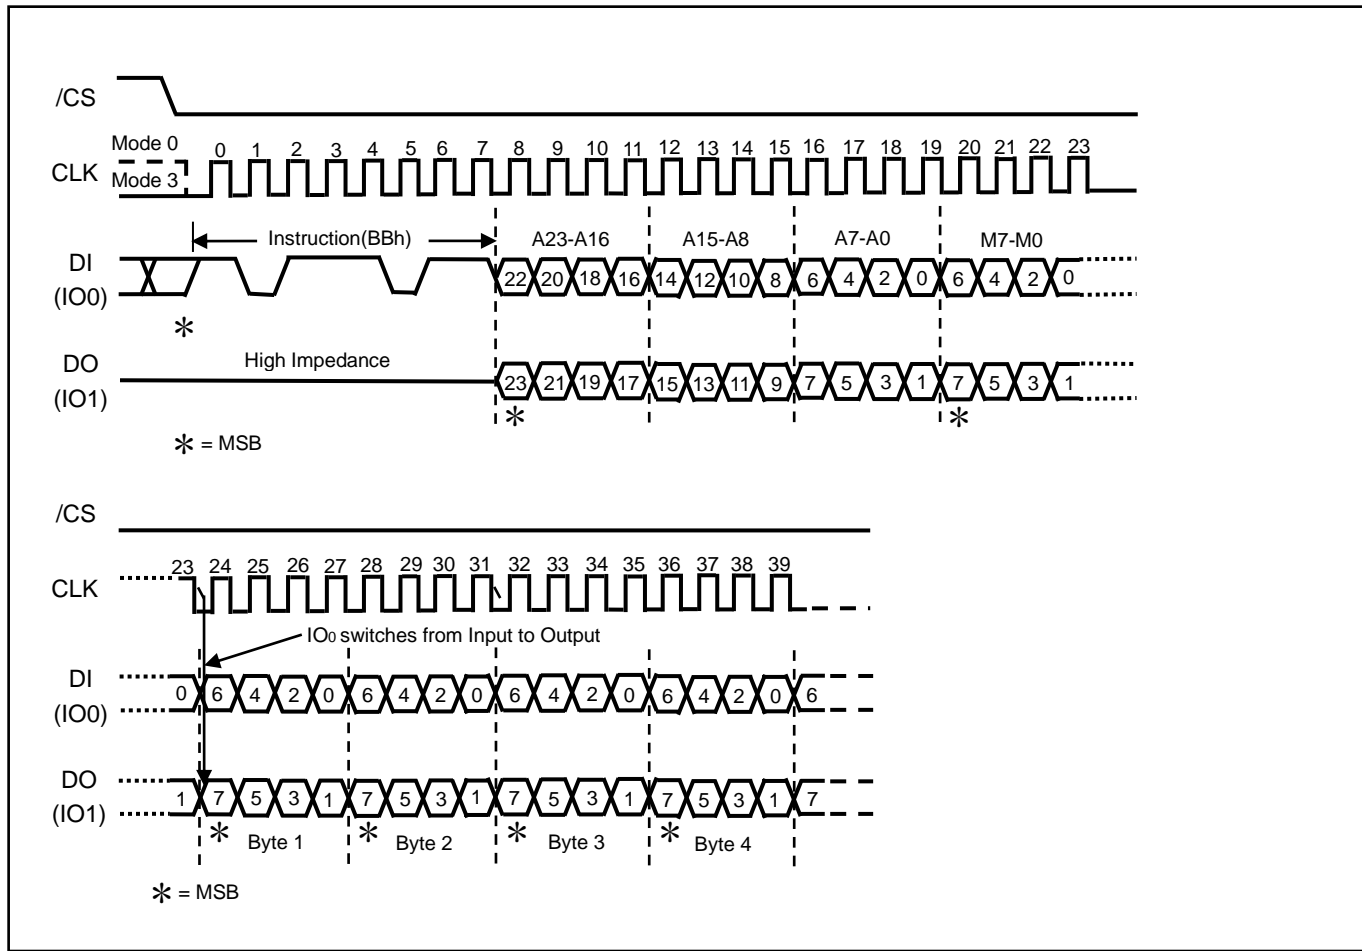 /CS
Mode 0
CLK
Mode 3
0 1 2 3 4 5 6 7 8 9 10 11 12 13 14 15 16 17 18 19 20 21 22 23
Instruction(BBh) A23-A16 A15-A8 A7-A0 M7-M0
DI
(IO0)
22 20 18 16 14 12 10 8 6 4 2 0 6 4 2 0
*
DO
(IO1)
High Impedance
23 21 19 17 15 13 11 9 7 5 3 1 7 5 3 1
* *
* = MSB
/CS
23 24 25 26 27 28 29 30 31 32 33 34 35 36 37 38 39
CLK
IO0 switches from Input to Output
DI
(IO0)
0 6 4 2 0 6 4 2 0 6 4 2 0 6 4 2 0 6
DO
(IO1)
1 7 5 3 1 7 5 3 1 7 5 3 1 7 5 3 1 7
* Byte 1 * Byte 2 * Byte 3 * Byte 4
* = MSB